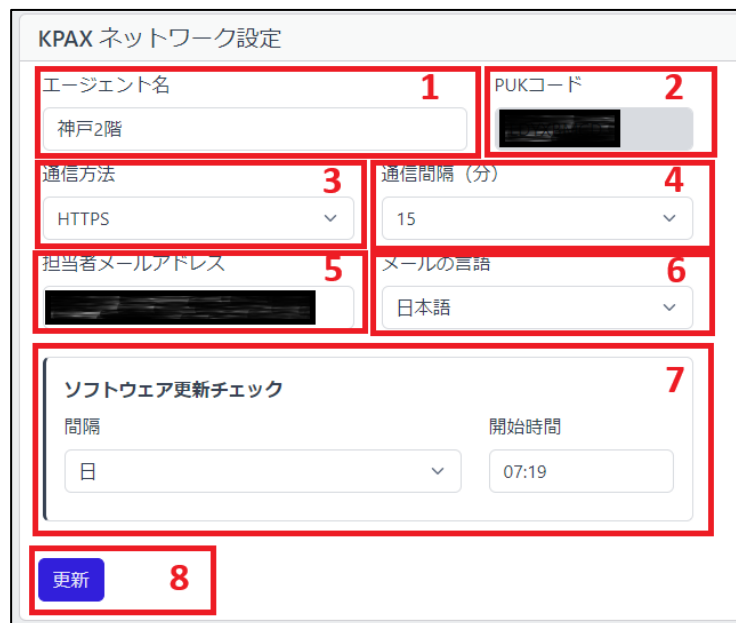 KPAX ネットワーク設定
エージェント名 1 PUKコード 2
神戸2階
通信方法 3 通信間隔（分） 4
HTTPS 15
担当者メールアドレス 5 メールの言語 6
日本語
7
ソフトウェア更新チェック
間隔 開始時間
日 07:19
更新 8